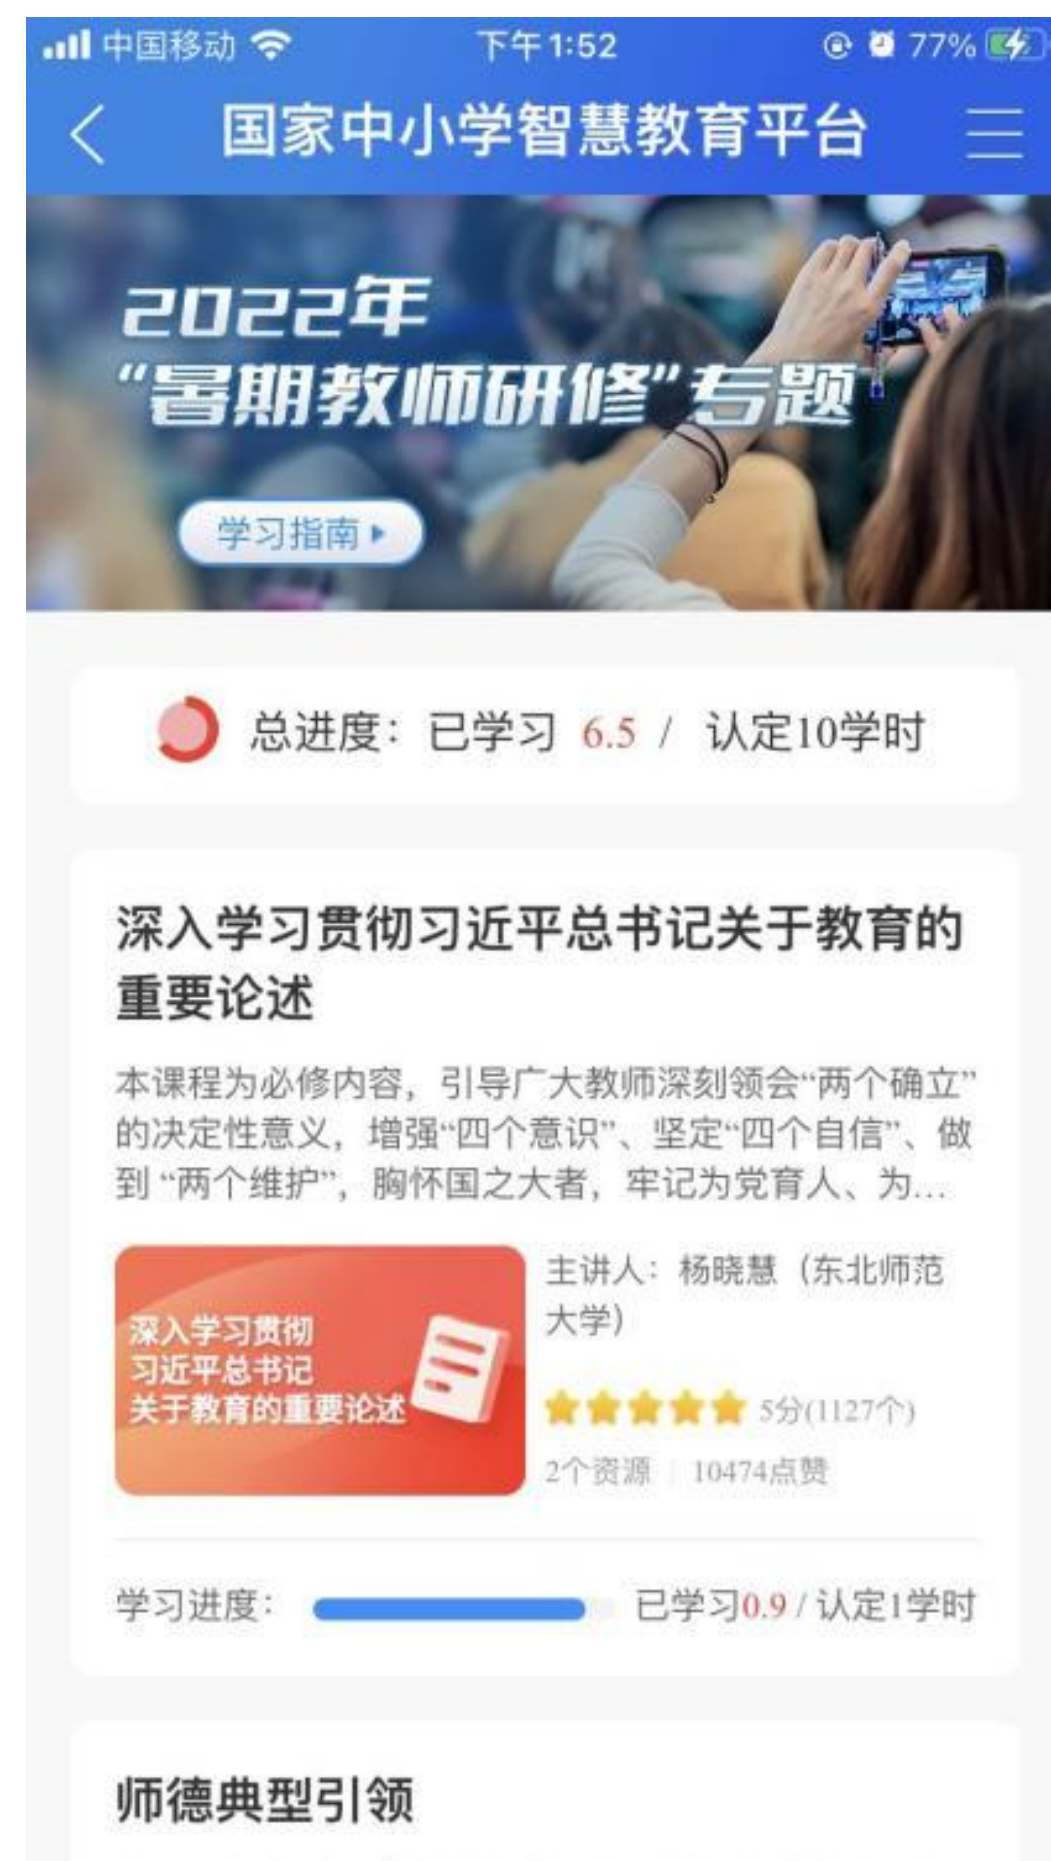 中国移动
下午1:52
77%
国家中小学智慧教育平台
2022年
“暑期教师研修”专题
学习指南
总进度：已学习 6.5 / 认定10学时
深入学习贯彻习近平总书记关于教育的
重要论述
本课程为必修内容，引导广大教师深刻领会“两个确立”
的决定性意义，增强“四个意识”、坚定“四个自信”、做
到 “两个维护”，胸怀国之大者，牢记为党育人、为...
深入学习贯彻
习近平总书记
关于教育的重要论述
主讲人：杨晓慧（东北师范
大学）
5分(1127个)
2个资源 | 10474点赞
学习进度：
已学习0.9 / 认定1学时
师德典型引领